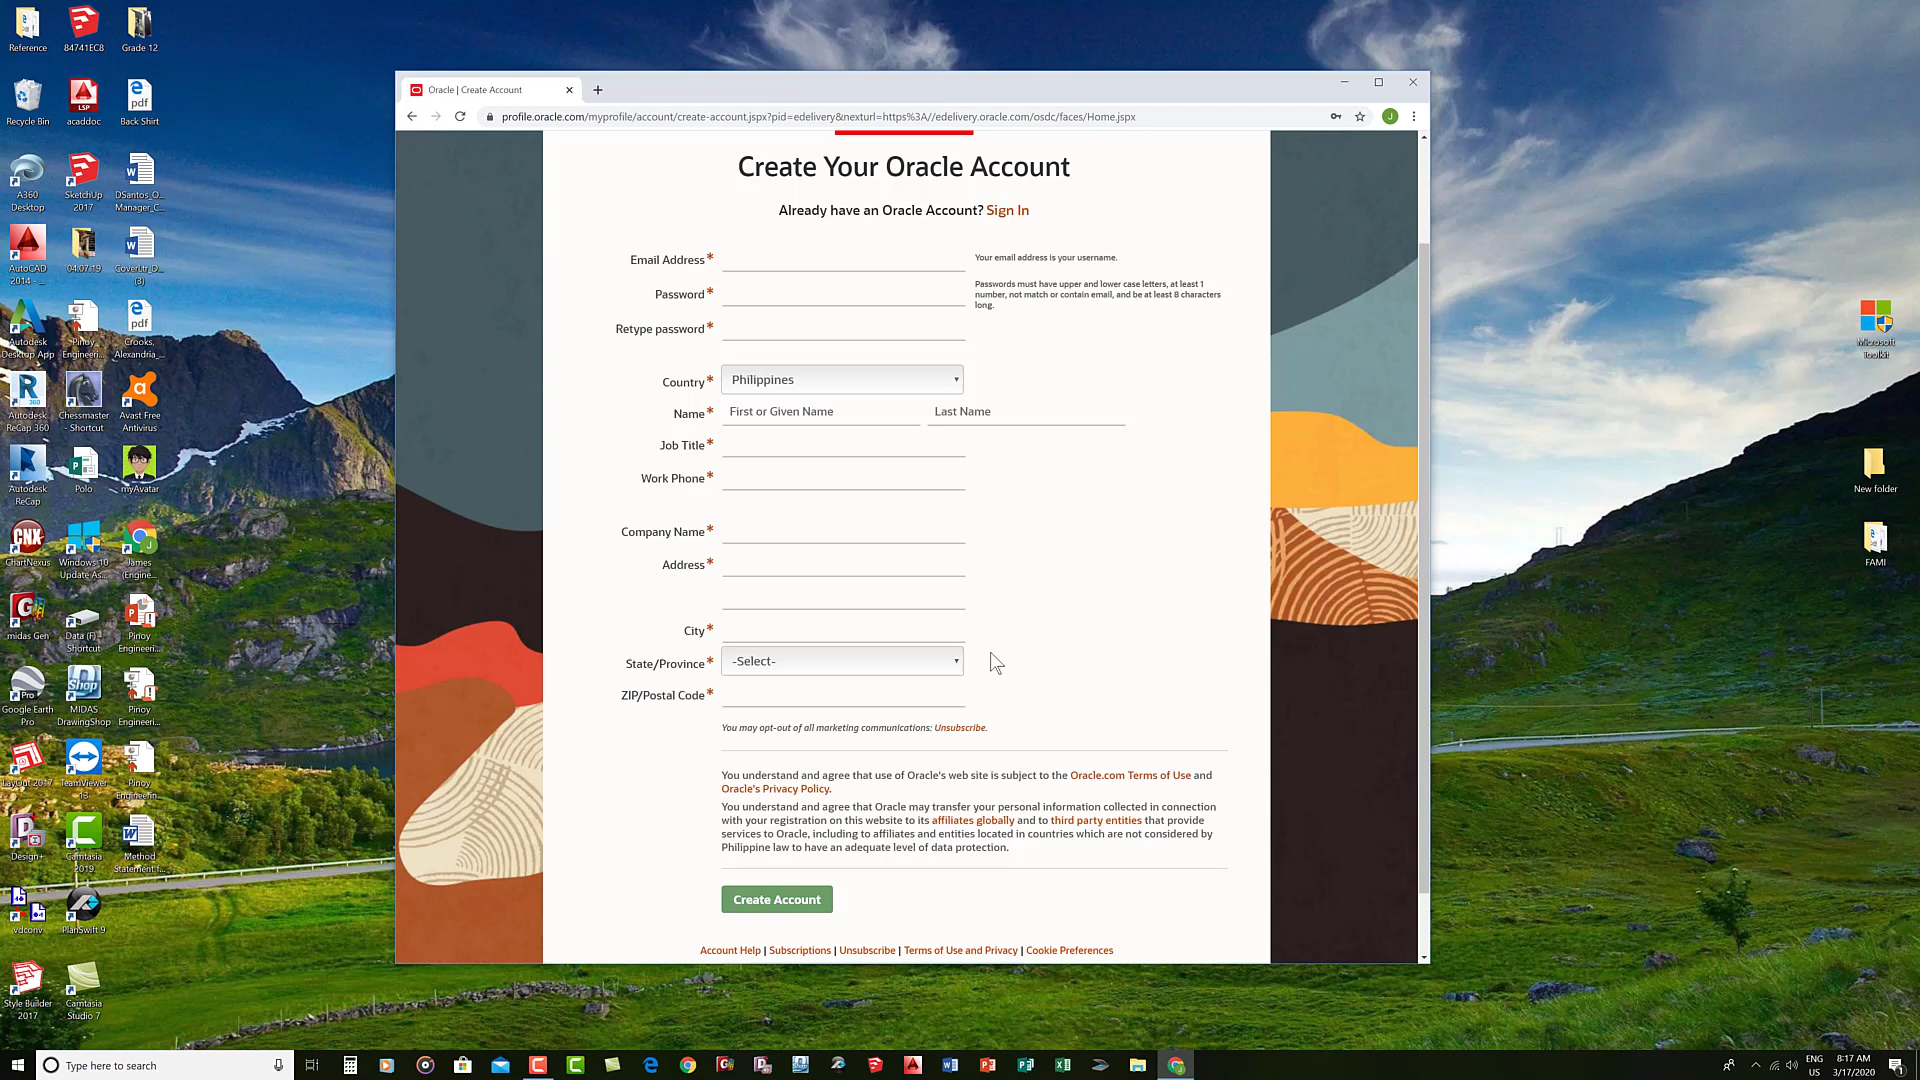 Reference
84741EC8
Grade 12
Recycle Bin
acaddoc
Back Shirt
A360
Desktop
SketchUp
2017
DSantos_O...
Manager_C...
AutoCAD
2014 - ...
04.07.19
CoverLtr_D...
(3)
Autodesk
Desktop App
Pinoy
Engineeri...
Crooks,
Alexandria_...
Autodesk
ReCap 360
Chessmaster
- Shortcut
Avast Free
Antivirus
Autodesk
ReCap
Polo
myAvatar
ChartNexus
Windows 10
Update As...
James
(Engine...
midas Gen
Data (F) -
Shortcut
Pinoy
Engineeri...
Google Earth
Pro
MIDAS
DrawingShop
Pinoy
Engineeri...
LayOut 2017
TeamViewer
13
Pinoy
Engineerin...
Design+
Camtasia
2019
Method
Statement f...
vdconv
PlanSwift 9
Style Builder
2017
Camtasia
Studio 7
Microsoft
Toolkit
New folder
FAMI
Oracle | Create Account
profile.oracle.com/myprofile/account/create-account.jspx?pid=edelivery&nexturl=https%3A//edelivery.oracle.com/osdc/faces/Home.jspx
J
Create Your Oracle Account
Already have an Oracle Account? Sign In
Email Address*
Your email address is your username.
Password*
Passwords must have upper and lower case letters, at least 1
number, not match or contain email, and be at least 8 characters
long.
Retype password*
Country* Philippines
Name* First or Given Name Last Name
Job Title*
Work Phone*
Company Name*
Address*
City*
State/Province* -Select-
ZIP/Postal Code*
You may opt-out of all marketing communications: Unsubscribe.
You understand and agree that use of Oracle's web site is subject to the Oracle.com Terms of Use and
Oracle's Privacy Policy.
You understand and agree that Oracle may transfer your personal information collected in connection
with your registration on this website to its affiliates globally and to third party entities that provide
services to Oracle, including to affiliates and entities located in countries which are not considered by
Philippine law to have an adequate level of data protection.
Create Account
Account Help | Subscriptions | Unsubscribe | Terms of Use and Privacy | Cookie Preferences
Type here to search
ENG
US
8:17 AM
3/17/2020